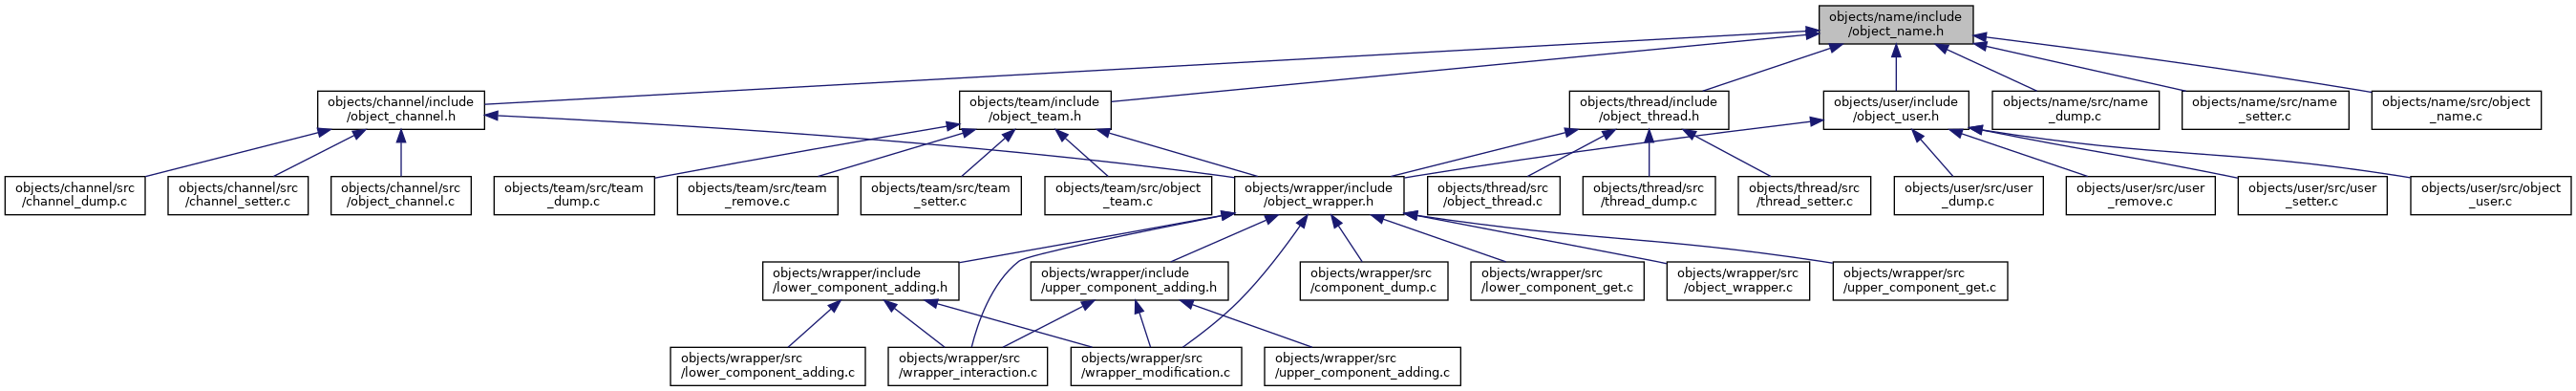 objects/name/include
/object_name.h
objects/channel/include
/object_channel.h
objects/team/include
/object_team.h
objects/thread/include
/object_thread.h
objects/user/include
/object_user.h
objects/name/src/name
_dump.c
objects/name/src/name
_setter.c
objects/name/src/object
_name.c
objects/channel/src
/channel_dump.c
objects/channel/src
/channel_setter.c
objects/channel/src
/object_channel.c
objects/team/src/team
_dump.c
objects/team/src/team
_remove.c
objects/team/src/team
_setter.c
objects/team/src/object
_team.c
objects/wrapper/include
/object_wrapper.h
objects/thread/src
/object_thread.c
objects/thread/src
/thread_dump.c
objects/thread/src
/thread_setter.c
objects/user/src/user
_dump.c
objects/user/src/user
_remove.c
objects/user/src/user
_setter.c
objects/user/src/object
_user.c
objects/wrapper/include
/lower_component_adding.h
objects/wrapper/include
/upper_component_adding.h
objects/wrapper/src
/component_dump.c
objects/wrapper/src
/lower_component_get.c
objects/wrapper/src
/object_wrapper.c
objects/wrapper/src
/upper_component_get.c
objects/wrapper/src
/lower_component_adding.c
objects/wrapper/src
/wrapper_interaction.c
objects/wrapper/src
/wrapper_modification.c
objects/wrapper/src
/upper_component_adding.c